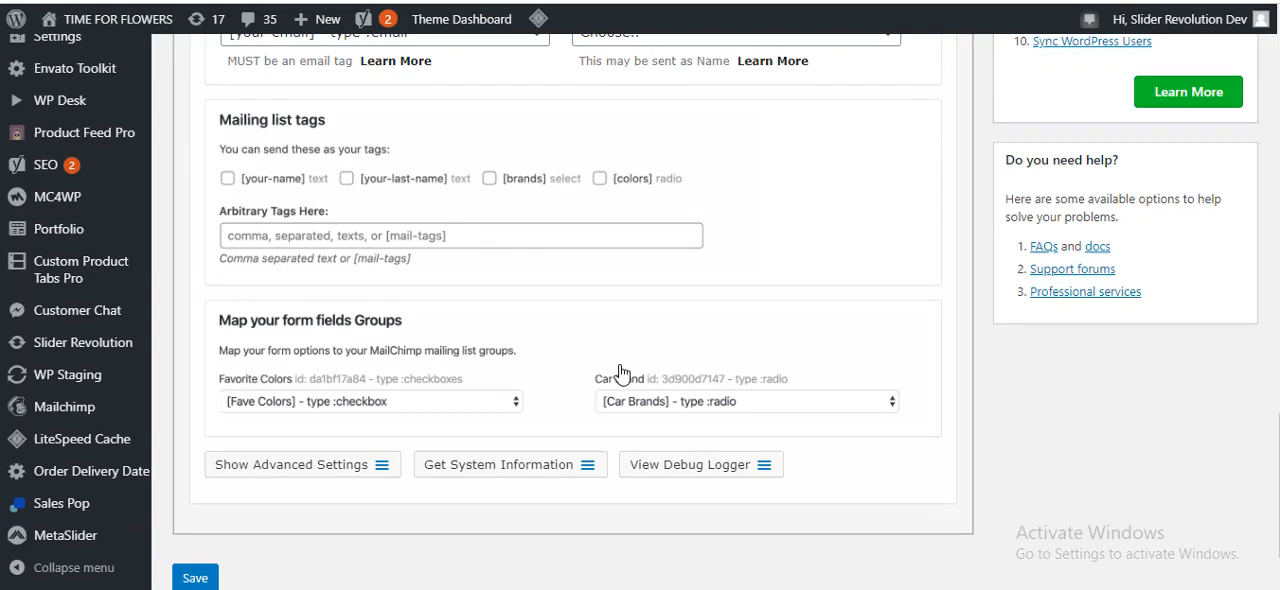 TIME FOR FLOWERS 17 35 New 2 Theme Dashboard Hi, Slider Revolution Dev
Settings
Envato Toolkit
WP Desk
Product Feed Pro
SEO 2
MC4WP
Portfolio
Custom Product
Tabs Pro
Customer Chat
Slider Revolution
WP Staging
Mailchimp
LiteSpeed Cache
Order Delivery Date
Sales Pop
MetaSlider
Collapse menu
[your-email] - type :email Choose..
MUST be an email tag Learn More This may be sent as Name Learn More
Mailing list tags
You can send these as your tags:
[your-name] text [your-last-name] text [brands] select [colors] radio
Arbitrary Tags Here:
comma, separated, texts, or [mail-tags]
Comma separated text or [mail-tags]
Map your form fields Groups
Map your form options to your MailChimp mailing list groups.
Favorite Colors id: da1bf17a84 - type :checkboxes Car nd id: 3d900d7147 - type :radio
[Fave Colors] - type :checkbox [Car Brands] - type :radio
Show Advanced Settings Get System Information View Debug Logger
Save
10. Sync WordPress Users
Learn More
Do you need help?
Here are some available options to help
solve your problems.
1. FAQs and docs
2. Support forums
3. Professional services
Activate Windows
Go to Settings to activate Windows.